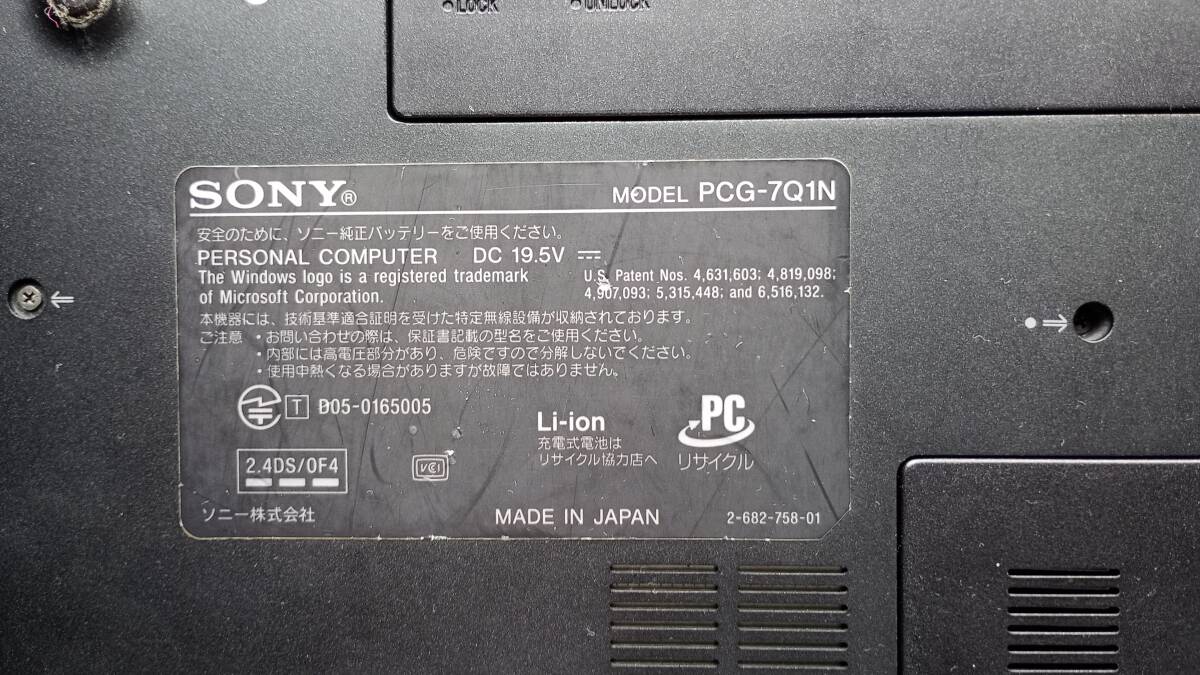 LOCK
UNLOCK
SONY®
MODEL PCG-7Q1N
安全のために、ソニー純正バッテリーをご使用ください。
PERSONAL COMPUTER DC 19.5V
The Windows logo is a registered trademark
of Microsoft Corporation.
U.S. Patent Nos. 4,631,603; 4,819,098;
4,907,093; 5,315,448; and 6,516,132.
本機器には、技術基準適合証明を受けた特定無線設備が収納されております。
ご注意 ・お問い合わせの際は、保証書記載の型名をご使用ください。
・内部には高電圧部分があり、危険ですので分解しないでください。
・使用中熱くなる場合がありますが故障ではありません。
T D05-0165005
2.4DS/OF4
VCI
Li-ion
充電式電池は
リサイクル協力店へ
PC
リサイクル
ソニー株式会社
MADE IN JAPAN
2-682-758-01